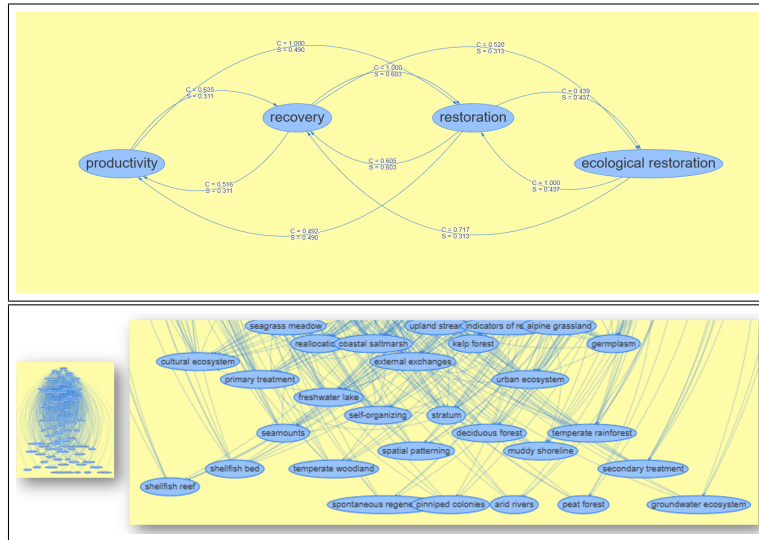 C = 1.000
S = 0.490
C = 0.520
S = 0.313
C = 1.000
S = 0.603
C = 0.635
S = 0.311
C = 0.439
S = 0.437
recovery
restoration
productivity
ecological restoration
C = 0.605
S = 0.603
C = 0.516
S = 0.311
C = 1.000
S = 0.437
C = 0.492
S = 0.490
C = 0.717
S = 0.313
seagrass meadow upland strear indicators of re alpine grassland
reallocatic coastal saltmarsh kelp forest germplasm
cultural ecosystem external exchanges
primary treatment urban ecosystem
freshwater lake
self-organizing stratum
seamounts deciduous forest temperate rainforest
spatial patterning muddy shoreline
shellfish bed temperate woodland secondary treatment
shellfish reef
spontaneous regene pinniped colonies arid rivers peat forest groundwater ecosystem